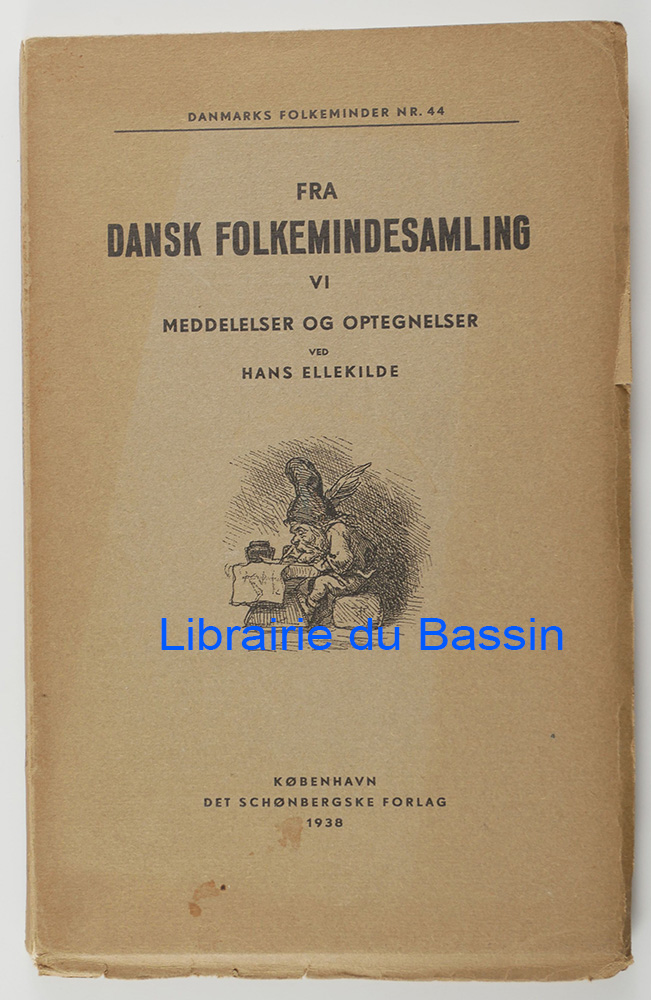 DANMARKS FOLKEMINDER NR. 44
FRA
DANSK FOLKEMINDESAMLING
VI
MEDDELELSER OG OPTEGNELSER
VED
HANS ELLEKILDE
Librairie du Bassin
KØBENHAVN
DET SCHØNBERGSKE FORLAG
1938